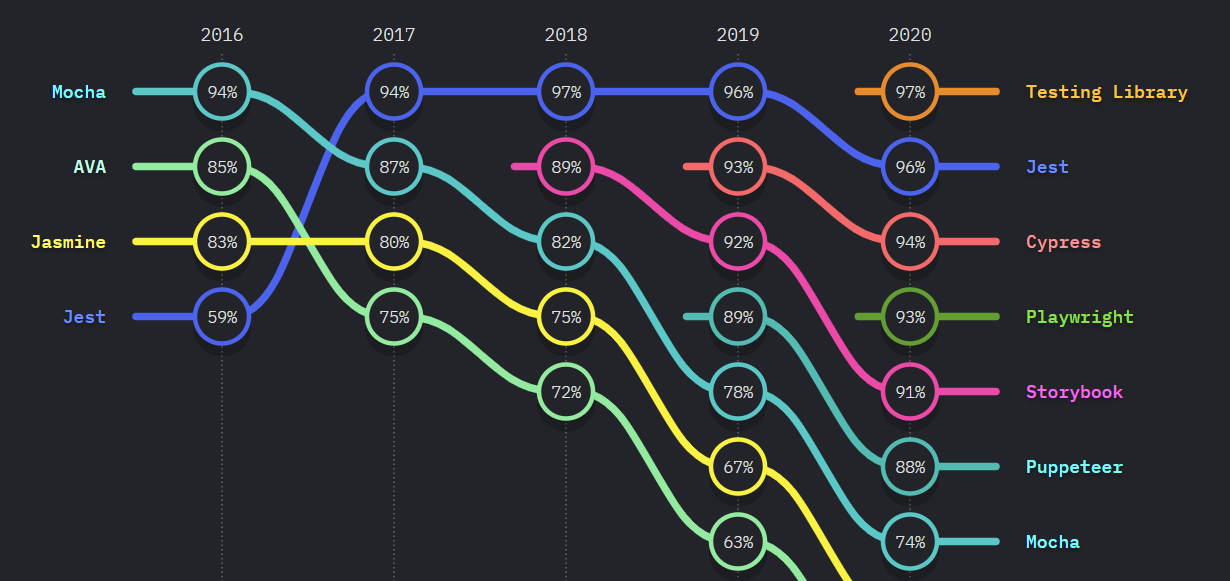 2016 2017 2018 2019 2020
Mocha 94% 94% 97% 96% 97% Testing Library
AVA 85% 87% 89% 93% 96% Jest
Jasmine 83% 80% 82% 92% 94% Cypress
Jest 59% 75% 75% 89% 93% Playwright
72% 78% 91% Storybook
67% 88% Puppeteer
63% 74% Mocha